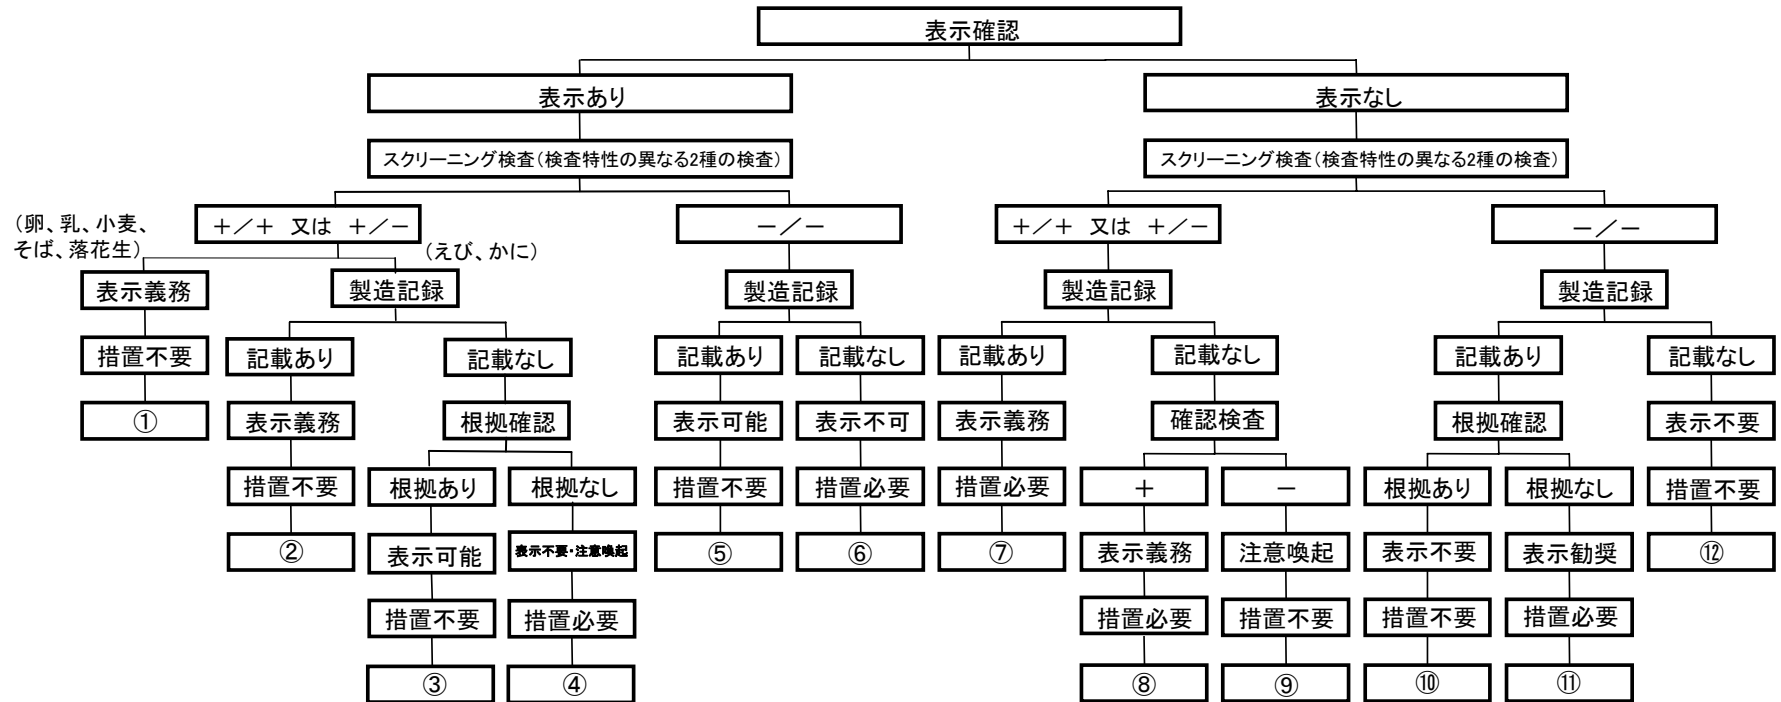 表示確認
表示あり
表示なし
スクリーニング検査(検査特性の異なる2種の検査)
スクリーニング検査(検査特性の異なる2種の検査)
(卵、乳、小麦、
そば、落花生)
+/+ 又は +/-
(えび、かに)
-/-
+/+ 又は +/-
-/-
表示義務
製造記録
製造記録
製造記録
製造記録
措置不要
記載あり
記載なし
記載あり
記載なし
記載あり
記載なし
記載あり
記載なし
①
表示義務
根拠確認
表示可能
表示不可
表示義務
確認検査
根拠確認
表示不要
措置不要
根拠あり
根拠なし
措置不要
措置必要
措置必要
+
-
根拠あり
根拠なし
措置不要
②
表示可能
表示不要・注意喚起
⑤
⑥
⑦
表示義務
注意喚起
表示不要
表示勧奨
⑫
措置不要
措置必要
措置必要
措置不要
措置不要
措置必要
③
④
⑧
⑨
⑩
⑪